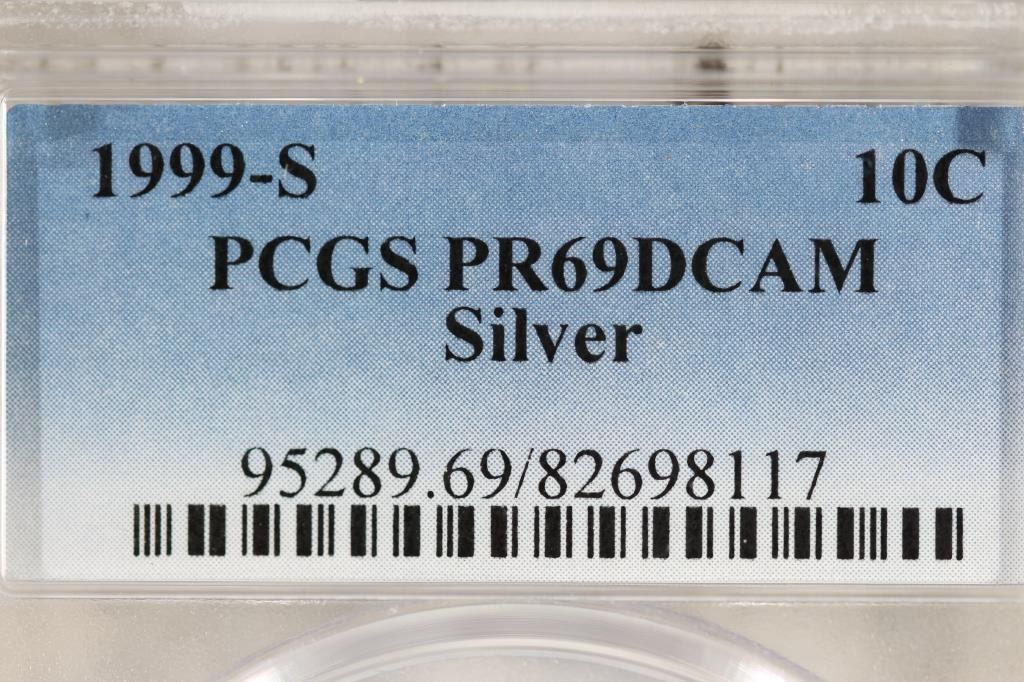 1999-S 10C
PCGS PR69DCAM
Silver
95289.69/82698117